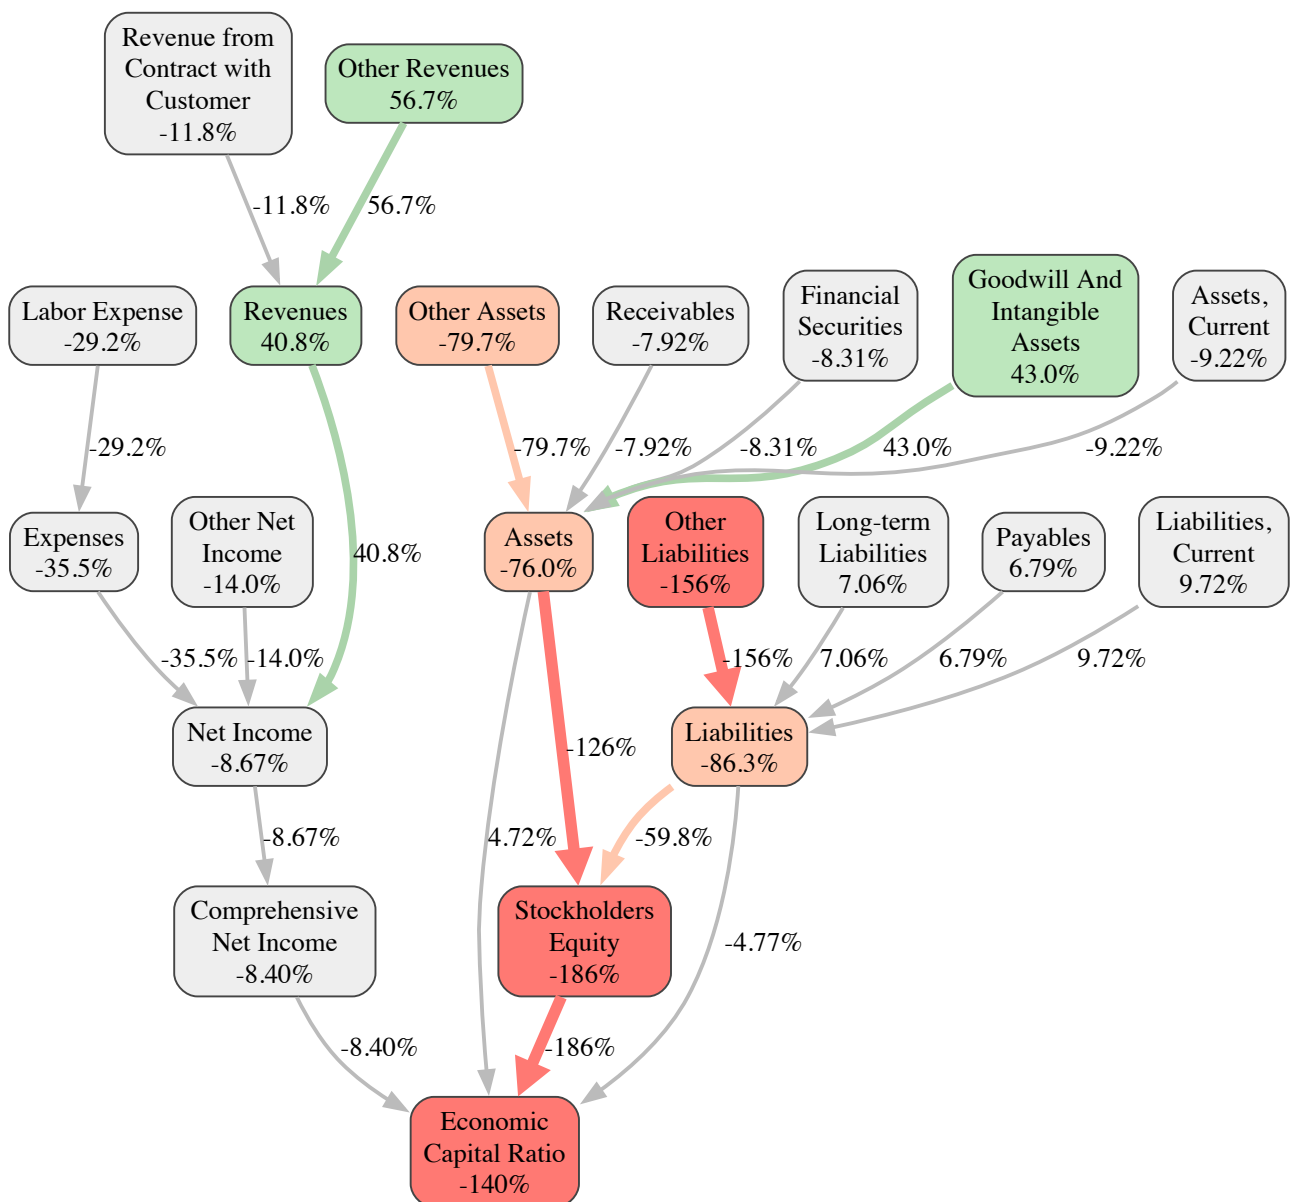 Revenue from
Contract with
Customer
-11.8%
Other Revenues
56.7%
-11.8%
56.7%
Labor Expense
-29.2%
Revenues
40.8%
Other Assets
-79.7%
Receivables
-7.92%
Financial
Securities
-8.31%
Goodwill And
Intangible
Assets
43.0%
Assets,
Current
-9.22%
-29.2%
-79.7%
-7.92%
-8.31%
43.0%
-9.22%
Expenses
-35.5%
Other Net
Income
-14.0%
40.8%
Assets
-76.0%
Other
Liabilities
-156%
Long-term
Liabilities
7.06%
Payables
6.79%
Liabilities,
Current
9.72%
-35.5%
-14.0%
-156%
7.06%
6.79%
9.72%
Net Income
-8.67%
-126%
Liabilities
-86.3%
-8.67%
4.72%
-59.8%
Comprehensive
Net Income
-8.40%
Stockholders
Equity
-186%
-4.77%
-8.40%
-186%
Economic
Capital Ratio
-140%